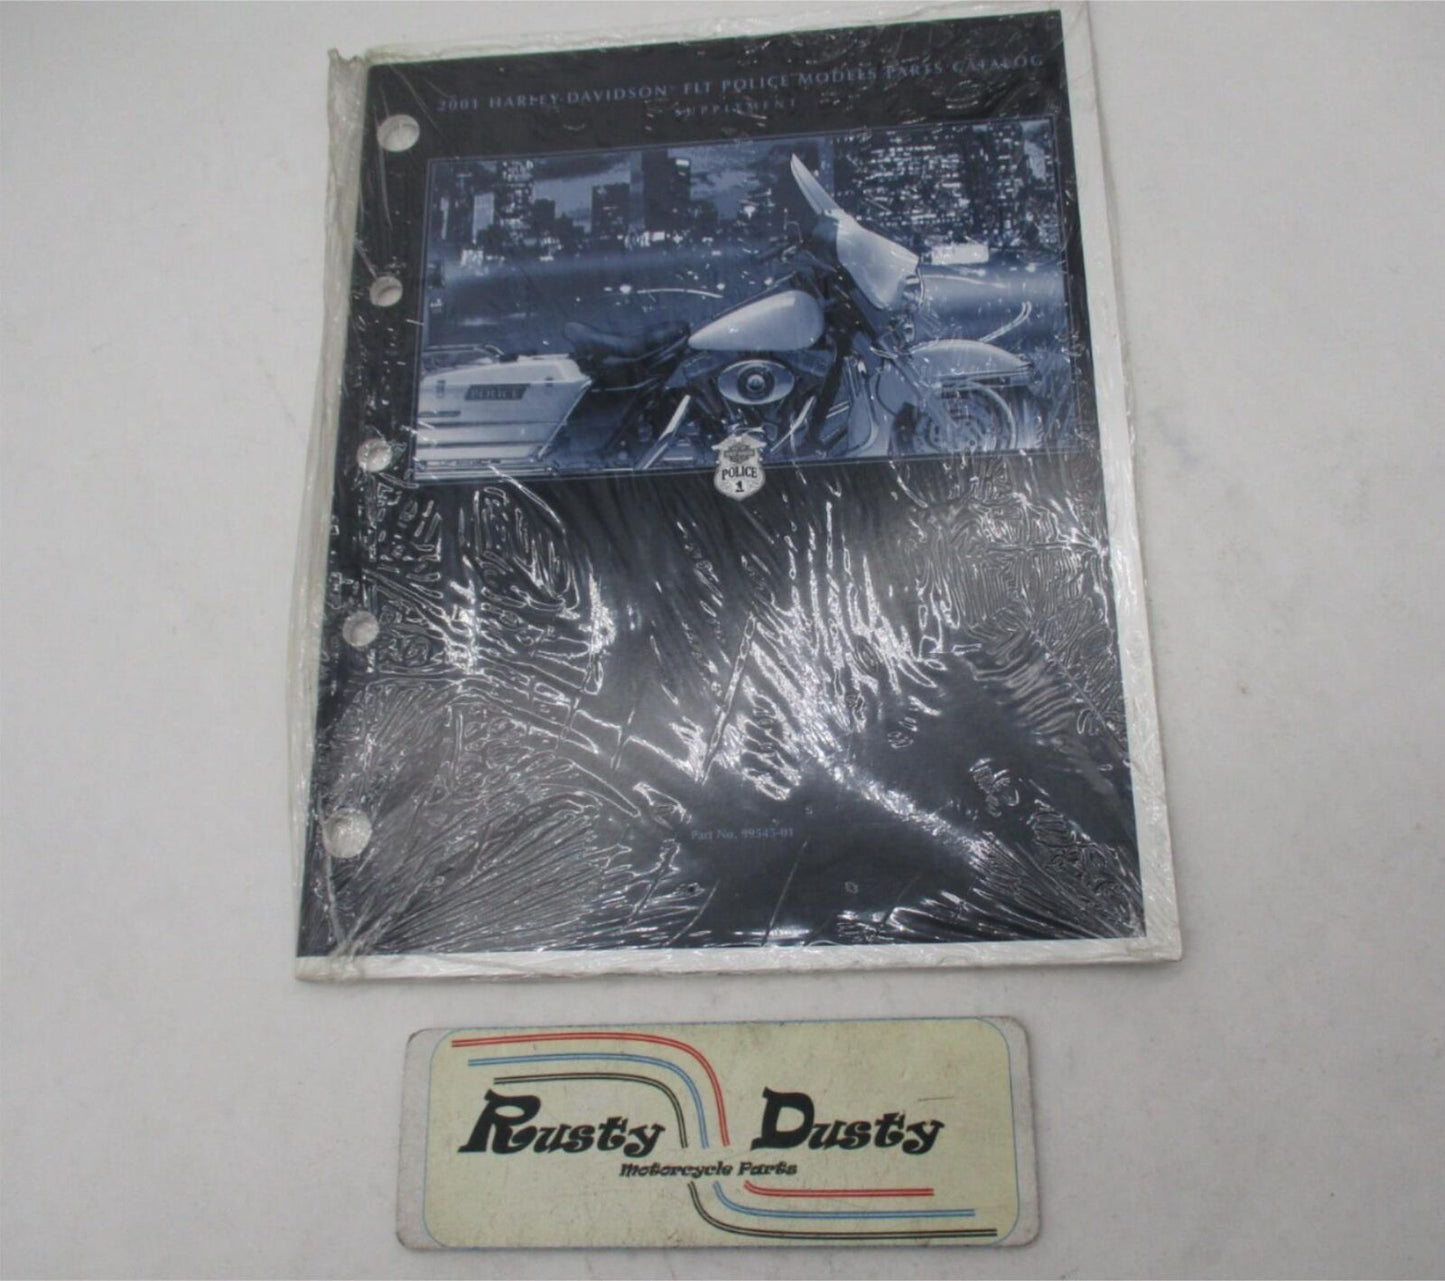 2001 HARLEY-DAVIDSON® FLT POLICE MODELS PARTS CATALOG
SUPPLEMENT
POLICE
POLICE
1
Part No. 99545-01
Rusty Dusty
Motorcycle Parts